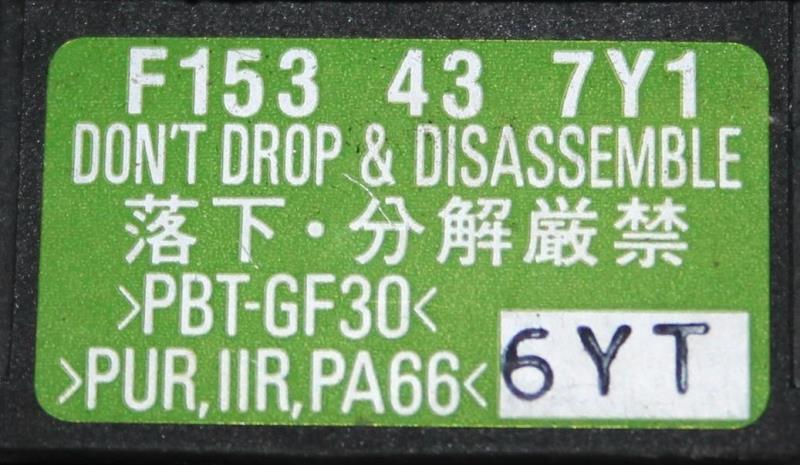 F153 43 7Y1
DON'T DROP & DISASSEMBLE
落下・分解厳禁
>PBT-GF30<
>PUR,IIR,PA66<
6YT